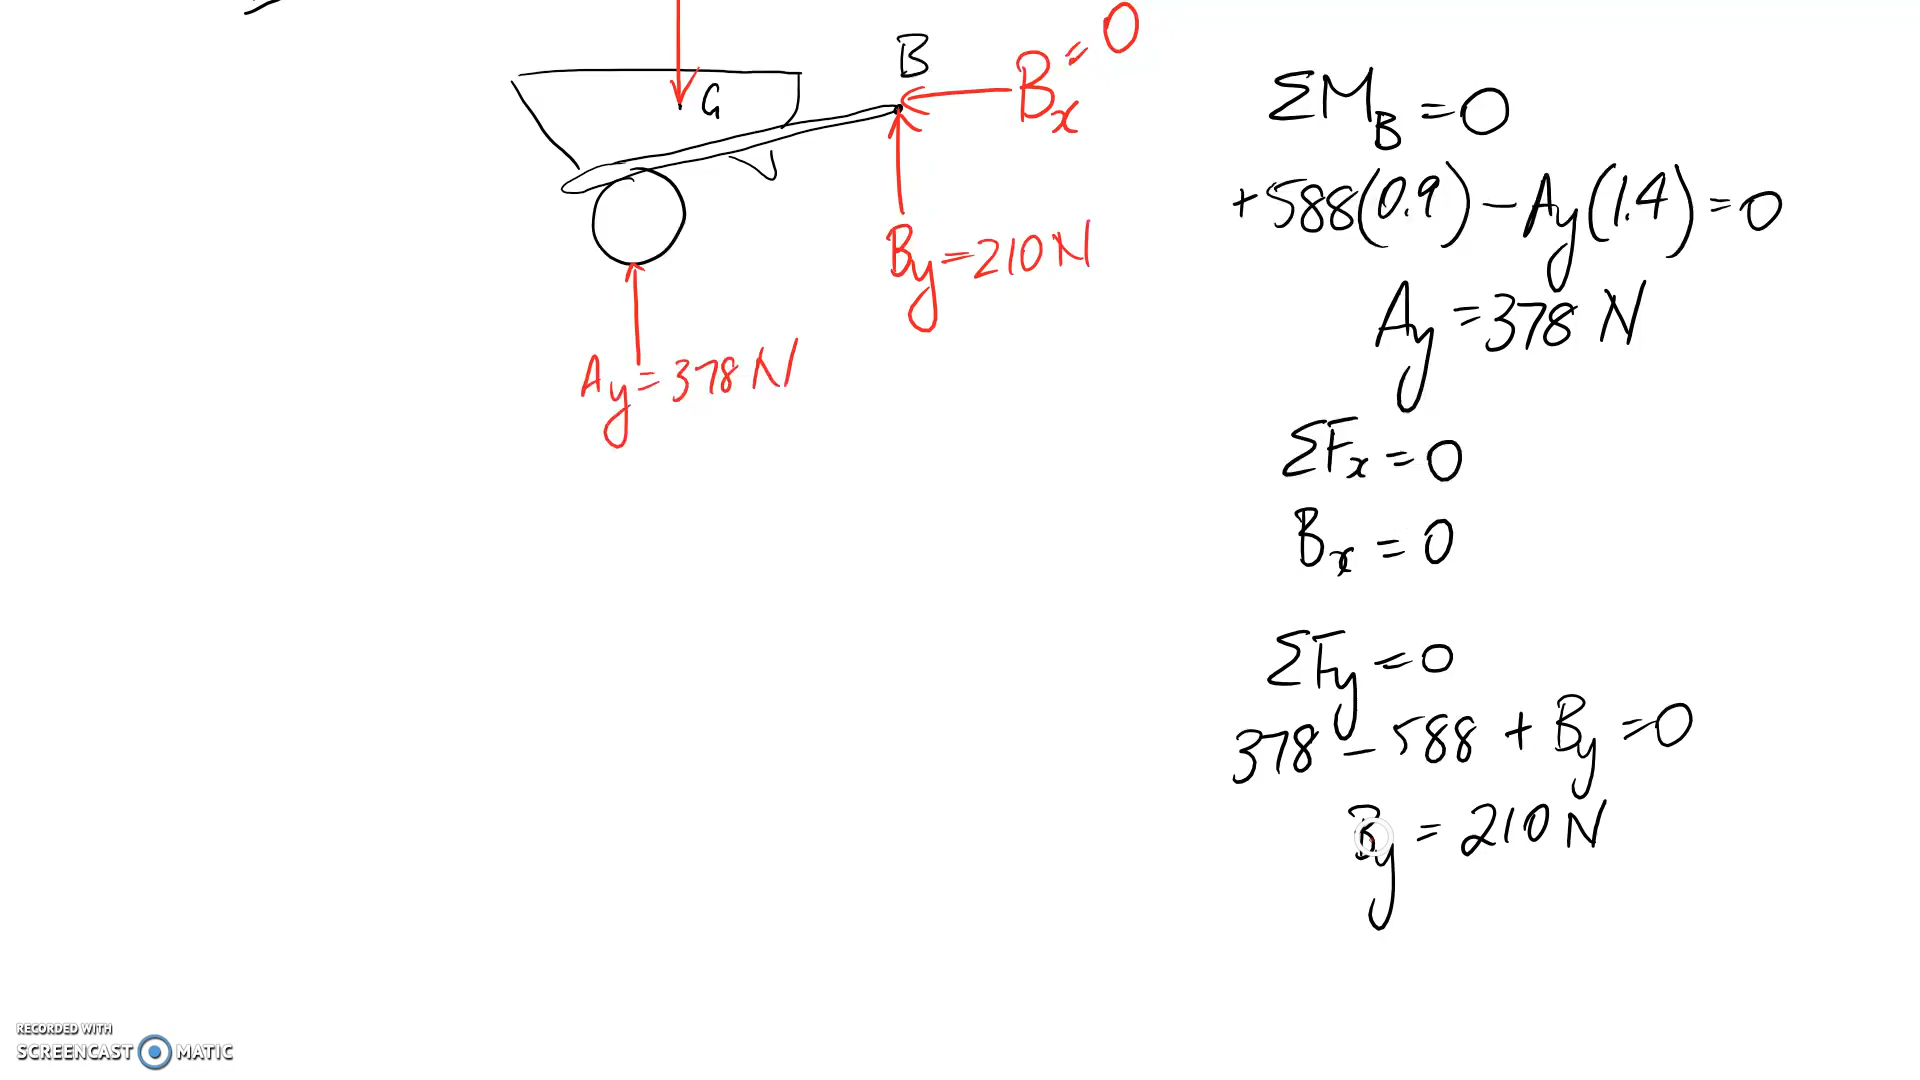 G
B
Bx = 0
By = 210 N
Ay = 378 N
ΣM_B = 0
+588(0.9) - Ay(1.4) = 0
Ay = 378 N
ΣFx = 0
Bx = 0
ΣFy = 0
378 - 588 + By = 0
By = 210 N
RECORDED WITH
SCREENCAST MATIC